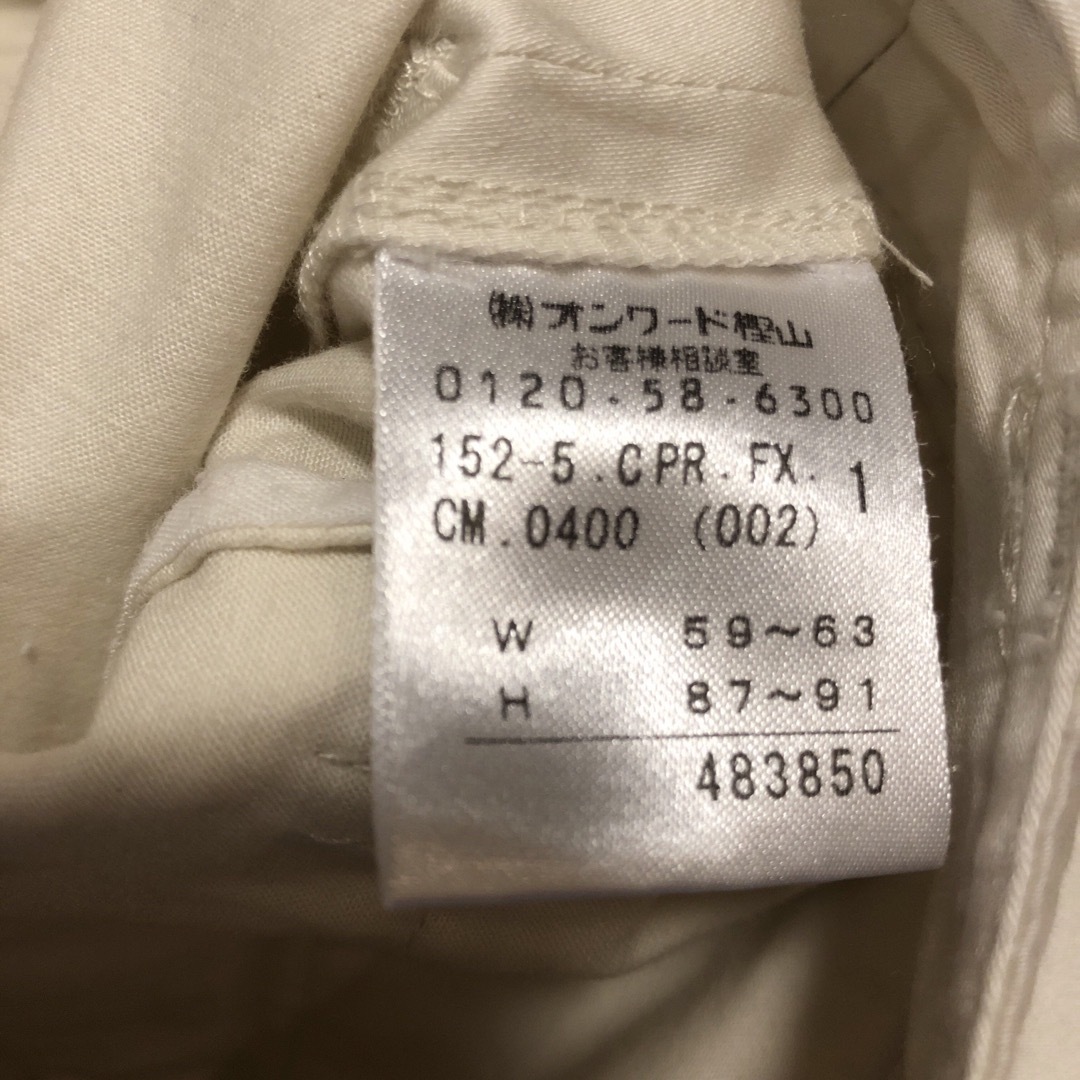 ㈱オンワード樫山
お客様相談室
0120・58・6300
152-5.CPR.FX. 1
CM.0400 (002)
W 59~63
H 87~91
483850